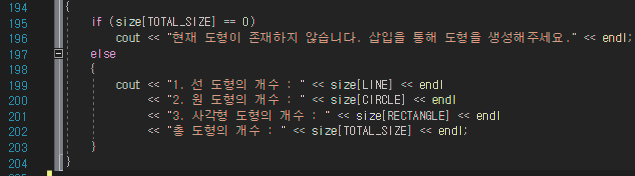 194 {
195 if (size[TOTAL_SIZE] == 0)
196 cout << "현재 도형이 존재하지 않습니다. 삽입을 통해 도형을 생성해주세요." << endl;
197 else
198 {
199 cout << "1. 선 도형의 개수 : " << size[LINE] << endl
200 << "2. 원 도형의 개수 : " << size[CIRCLE] << endl
201 << "3. 사각형 도형의 개수 : " << size[RECTANGLE] << endl
202 << "총 도형의 개수 : " << size[TOTAL_SIZE] << endl;
203 }
204 }